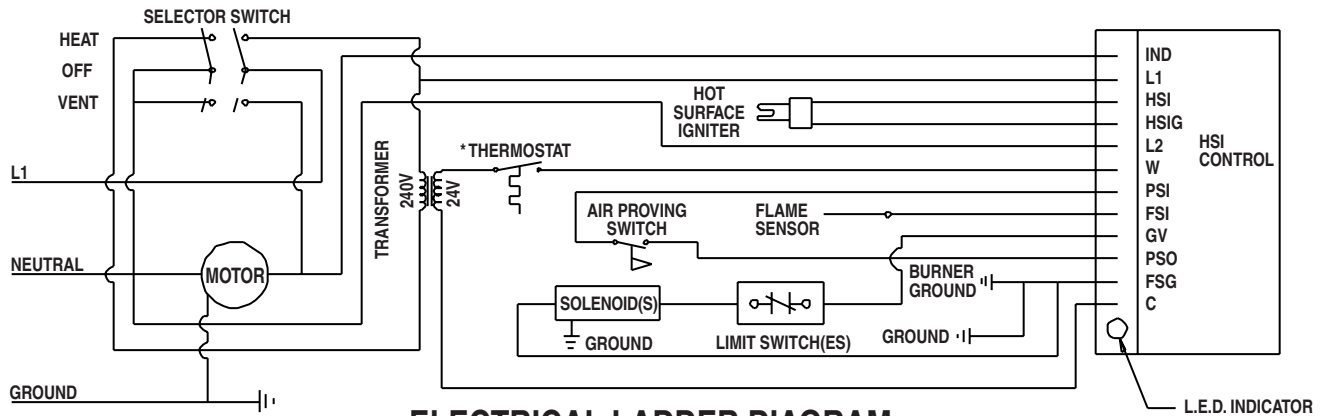 SELECTOR SWITCH
HEAT
OFF
VENT
L1
NEUTRAL
MOTOR
GROUND
TRANSFORMER
240V
24V
*THERMOSTAT
HOT
SURFACE
IGNITER
AIR PROVING
SWITCH
FLAME
SENSOR
BURNER
GROUND
SOLENOID(S)
GROUND
LIMIT SWITCH(ES)
GROUND
IND
L1
HSI
HSIG
L2
W
PSI
FSI
GV
PSO
FSG
C
HSI
CONTROL
L.E.D. INDICATOR